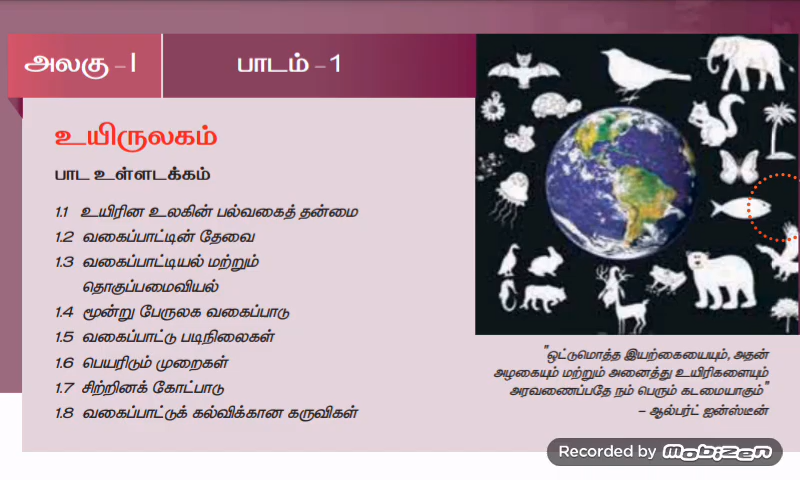 அலகு – I
பாடம் – 1
உயிருலகம்
பாட உள்ளடக்கம்
1.1 உயிரின உலகின் பல்வகைத் தன்மை
1.2 வகைப்பாட்டின் தேவை
1.3 வகைப்பாட்டியல் மற்றும்
தொகுப்பமைவியல்
1.4 மூன்று பேருலக வகைப்பாடு
1.5 வகைப்பாட்டு படிநிலைகள்
1.6 பெயரிடும் முறைகள்
1.7 சிற்றினக் கோட்பாடு
1.8 வகைப்பாட்டுக் கல்விக்கான கருவிகள்
"ஒட்டுமொத்த இயற்கையையும், அதன்
அழகையும் மற்றும் அனைத்து உயிரிகளையும்
அரவணைப்பதே நம் பெரும் கடமையாகும்"
– ஆல்பர்ட் ஐன்ஸ்டீன்
Recorded by mobizen